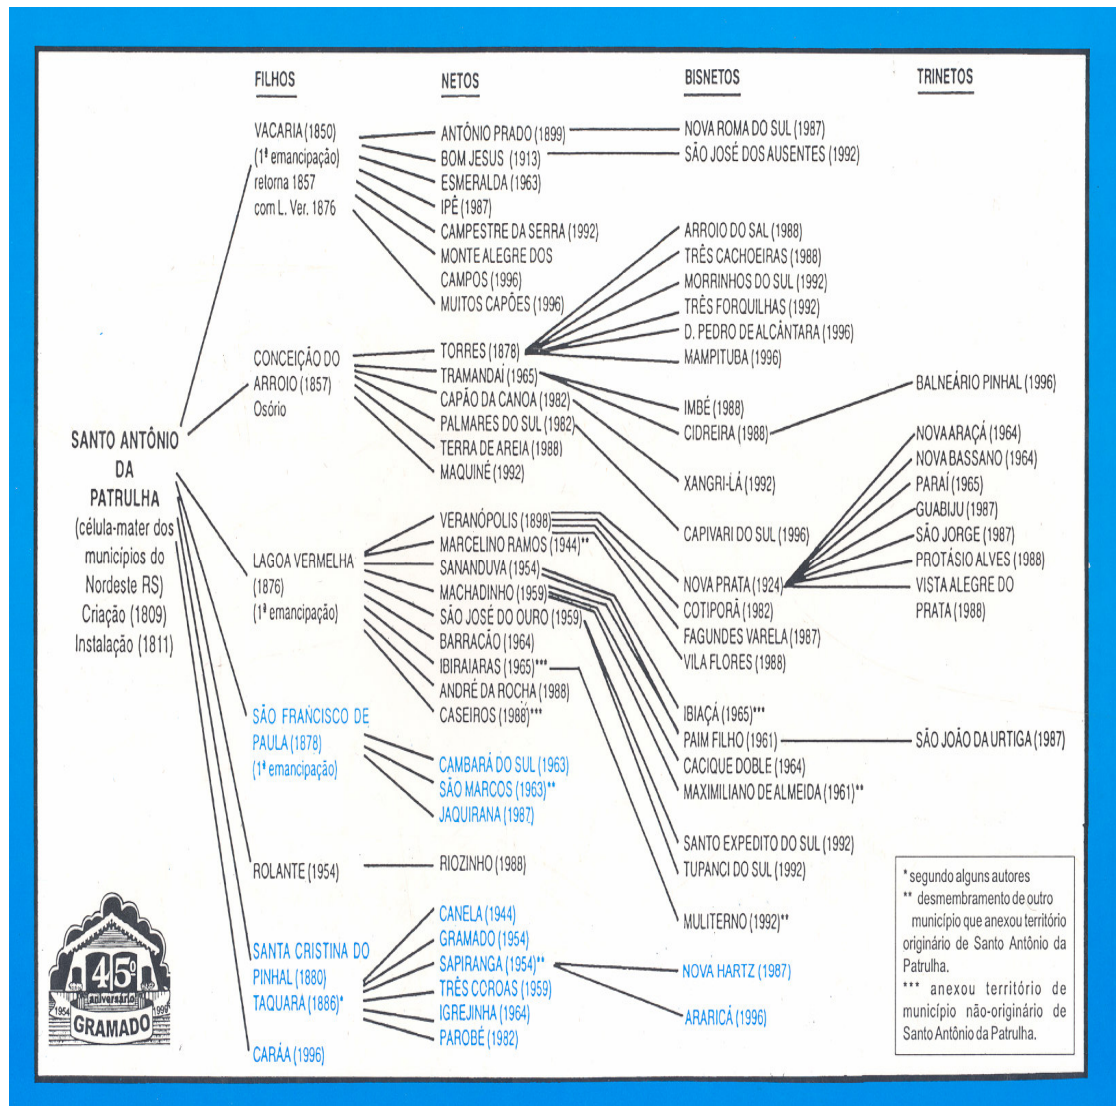 FILHOS
NETOS
BISNETOS
TRINETOS
SANTO ANTÔNIO
DA
PATRULHA
(célula-mater dos
municípios do
Nordeste RS)
Criação (1809)
Instalação (1811)
VACARIA (1850)
(1ª emancipação)
retorna 1857
com L. Ver. 1876
CONCEIÇÃO DO
ARROIO (1857)
Osório
LAGOA VERMELHA
(1876)
(1ª emancipação)
SÃO FRANCISCO DE
PAULA (1878)
(1ª emancipação)
ROLANTE (1954)
SANTA CRISTINA DO
PINHAL (1880)
TAQUARA (1886)*
CARÁA (1996)
ANTÔNIO PRADO (1899)
BOM JESUS (1913)
ESMERALDA (1963)
IPÊ (1987)
CAMPESTRE DA SERRA (1992)
MONTE ALEGRE DOS
CAMPOS (1996)
MUITOS CAPÕES (1996)
TORRES (1878)
TRAMANDAÍ (1965)
CAPÃO DA CANOA (1982)
PALMARES DO SUL (1982)
TERRA DE AREIA (1988)
MAQUINÉ (1992)
VERANÓPOLIS (1898)
MARCELINO RAMOS (1944)**
SANANDUVA (1954)
MACHADINHO (1959)
SÃO JOSÉ DO OURO (1959)
BARRACÃO (1964)
IBIRAIARAS (1965)***
ANDRÉ DA ROCHA (1988)
CASEIROS (1988)***
CAMBARÁ DO SUL (1963)
SÃO MARCOS (1963)**
JAQUIRANA (1987)
RIOZINHO (1988)
CANELA (1944)
GRAMADO (1954)
SAPIRANGA (1954)**
TRÊS COROAS (1959)
IGREJINHA (1964)
PAROBÉ (1982)
NOVA ROMA DO SUL (1987)
SÃO JOSÉ DOS AUSENTES (1992)
ARROIO DO SAL (1988)
TRÊS CACHOEIRAS (1988)
MORRINHOS DO SUL (1992)
TRÊS FORQUILHAS (1992)
D. PEDRO DE ALCÂNTARA (1996)
MAMPITUBA (1996)
IMBÉ (1988)
CIDREIRA (1988)
XANGRI-LÁ (1992)
CAPIVARI DO SUL (1996)
NOVA PRATA (1924)
COTIPORÃ (1982)
FAGUNDES VARELA (1987)
VILA FLORES (1988)
IBIAÇÁ (1965)***
PAIM FILHO (1961)
CACIQUE DOBLE (1964)
MAXIMILIANO DE ALMEIDA (1961)**
SANTO EXPEDITO DO SUL (1992)
TUPANCI DO SUL (1992)
MULITERNO (1992)**
NOVA HARTZ (1987)
ARARICÁ (1996)
BALNEÁRIO PINHAL (1996)
NOVA ARAÇÁ (1964)
NOVA BASSANO (1964)
PARAÍ (1965)
GUABIJU (1987)
SÃO JORGE (1987)
PROTÁSIO ALVES (1988)
VISTA ALEGRE DO
PRATA (1988)
SÃO JOÃO DA URTIGA (1987)
* segundo alguns autores
** desmembramento de outro
município que anexou território
originário de Santo Antônio da
Patrulha.
*** anexou território de
município não-originário de
Santo Antônio da Patrulha.
45º
aniversário
1954
1999
GRAMADO